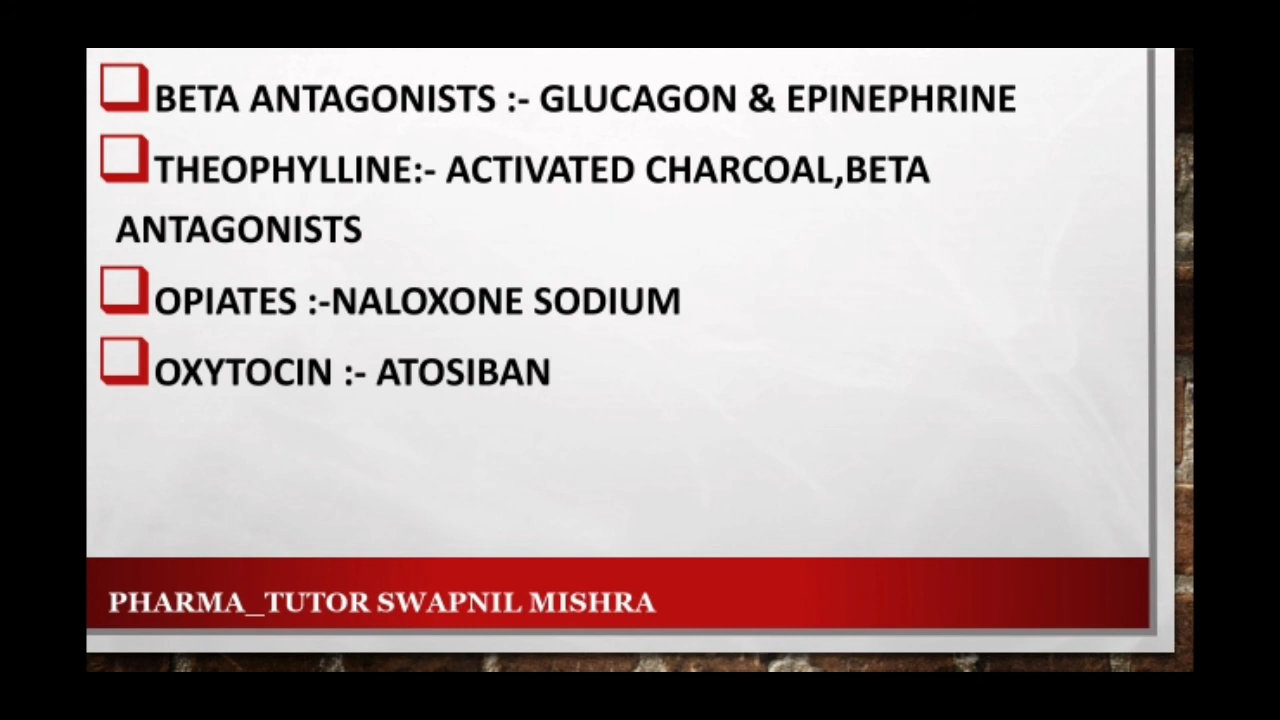 BETA ANTAGONISTS :- GLUCAGON & EPINEPHRINE
THEOPHYLLINE:- ACTIVATED CHARCOAL,BETA
ANTAGONISTS
OPIATES :-NALOXONE SODIUM
OXYTOCIN :- ATOSIBAN
PHARMA_TUTOR SWAPNIL MISHRA